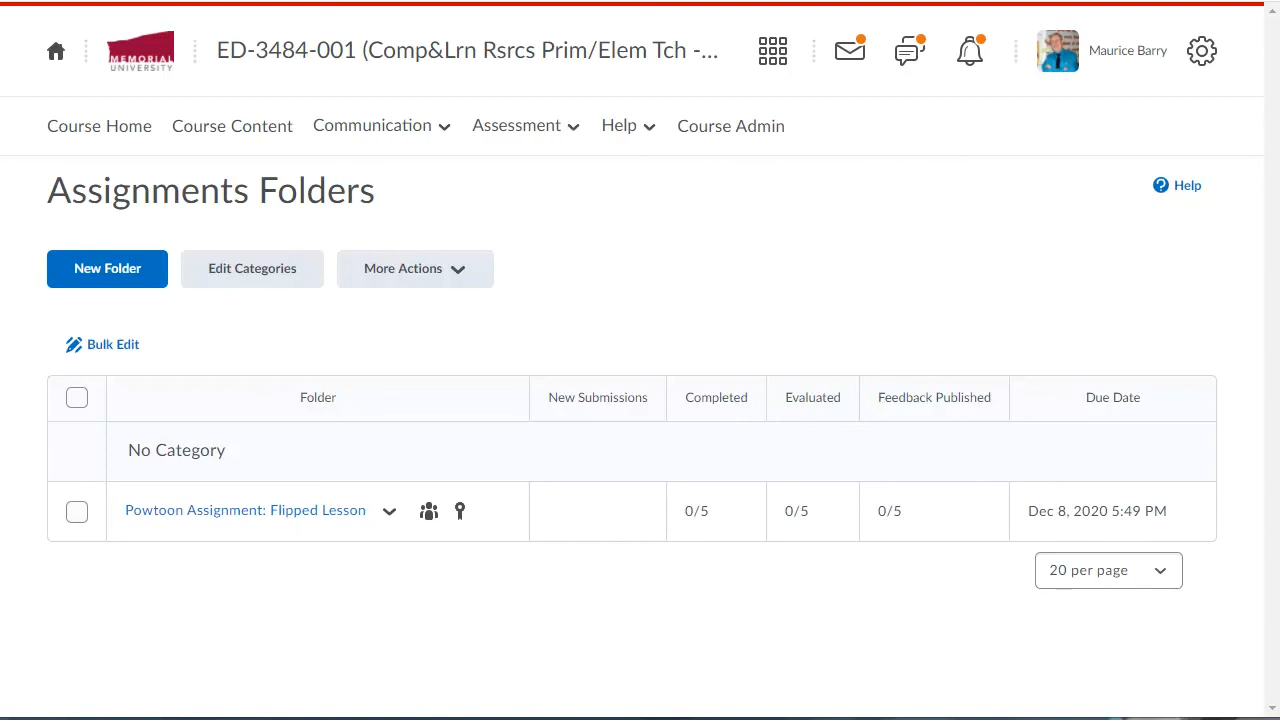 MEMORIAL
UNIVERSITY
ED-3484-001 (Comp&Lrn Rsrcs Prim/Elem Tch -...
Maurice Barry
Course Home Course Content Communication Assessment Help Course Admin
Assignments Folders
Help
New Folder Edit Categories More Actions
Bulk Edit
Folder New Submissions Completed Evaluated Feedback Published Due Date
No Category
Powtoon Assignment: Flipped Lesson 0/5 0/5 0/5 Dec 8, 2020 5:49 PM
20 per page